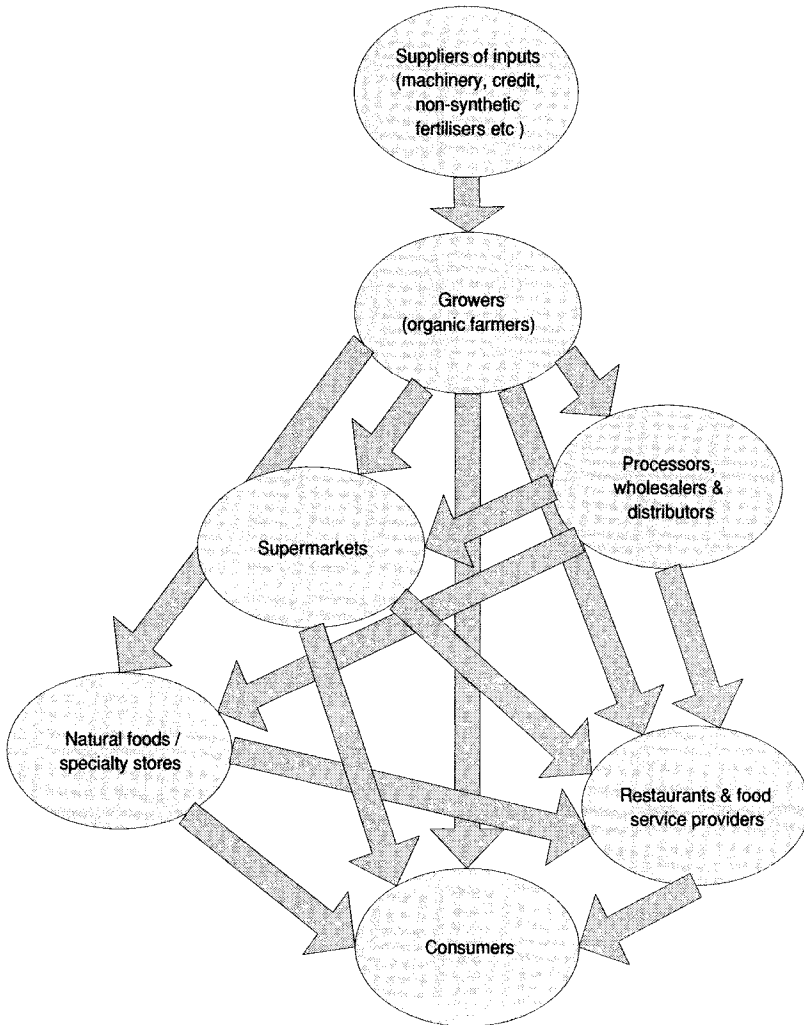 Suppliers of inputs
(machinery, credit,
non-synthetic
fertilisers etc )
Growers
(organic farmers)
Processors,
wholesalers &
distributors
Supermarkets
Natural foods /
specialty stores
Restaurants & food
service providers
Consumers